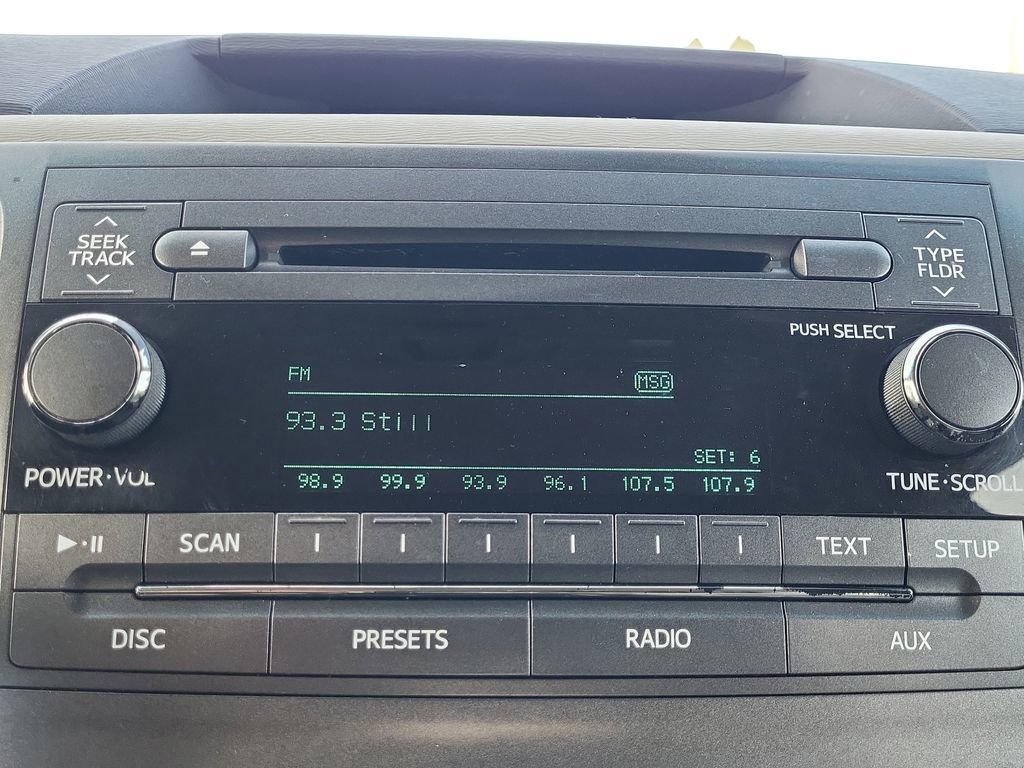 SEEK
TRACK
TYPE
FLDR
PUSH SELECT
FM
MSG
93.3 Still
SET: 6
POWER·VOL
98.9 99.9 93.9 96.1 107.5 107.9
TUNE·SCROLL
SCAN
TEXT
SETUP
DISC
PRESETS
RADIO
AUX